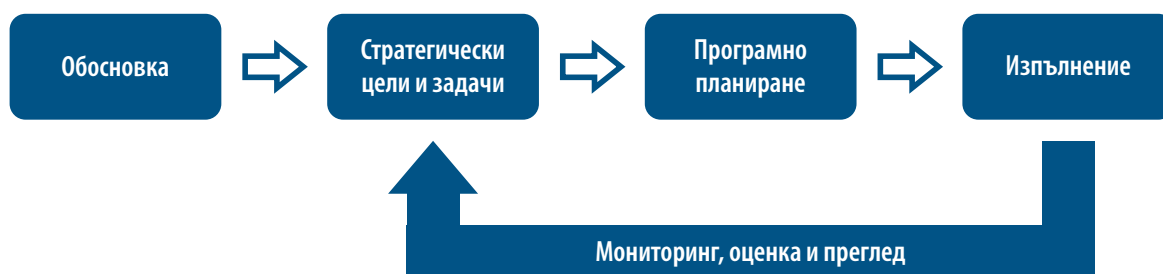 Обосновка
Стратегически
цели и задачи
Програмно
планиране
Изпълнение
Мониторинг, оценка и преглед